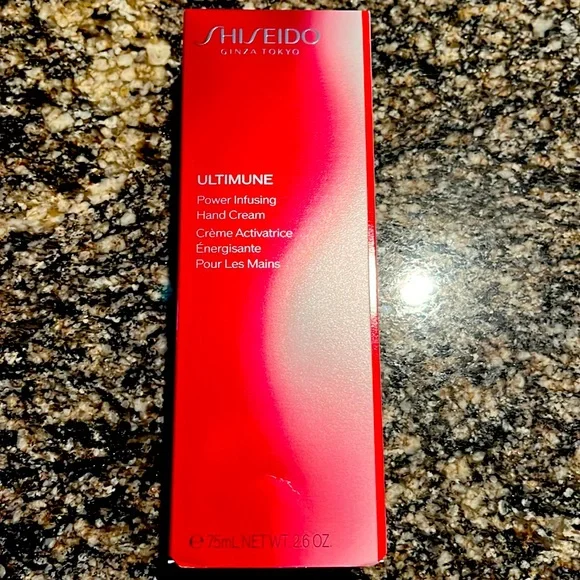 SHISEIDO
GINZA TOKYO
ULTIMUNE
Power Infusing
Hand Cream
Crème Activatrice
Énergisante
Pour Les Mains
℮ 75mL NET WT. 2.6 OZ.